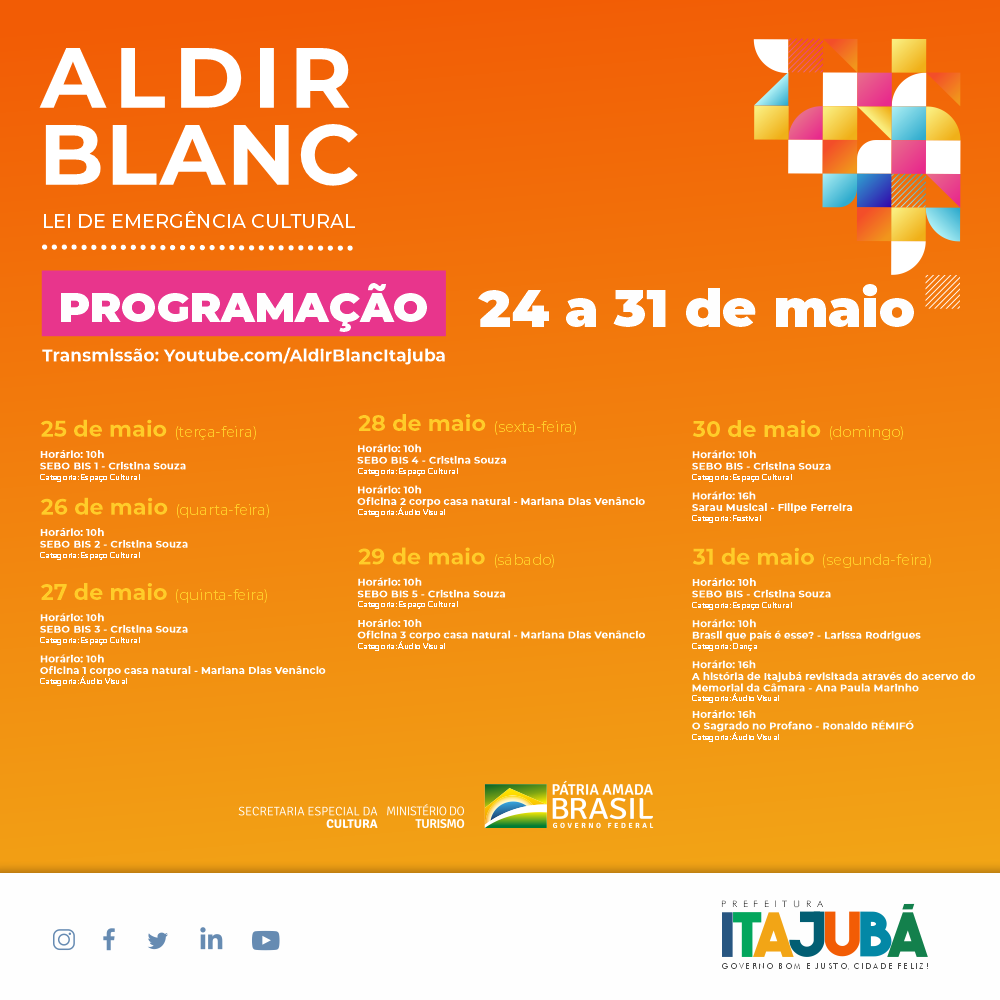 ALDIR
BLANC
LEI DE EMERGÊNCIA CULTURAL
PROGRAMAÇÃO
24 a 31 de maio
Transmissão: Youtube.com/AldirBlancItajuba
25 de maio (terça-feira)
Horário: 10h
SEBO BIS 1 - Cristina Souza
Categoria: Espaço Cultural
26 de maio (quarta-feira)
Horário: 10h
SEBO BIS 2 - Cristina Souza
Categoria: Espaço Cultural
27 de maio (quinta-feira)
Horário: 10h
SEBO BIS 3 - Cristina Souza
Categoria: Espaço Cultural
Horário: 10h
Oficina 1 corpo casa natural - Mariana Dias Venâncio
Categoria: Áudio Visual
28 de maio (sexta-feira)
Horário: 10h
SEBO BIS 4 - Cristina Souza
Categoria: Espaço Cultural
Horário: 10h
Oficina 2 corpo casa natural - Mariana Dias Venâncio
Categoria: Áudio Visual
29 de maio (sábado)
Horário: 10h
SEBO BIS 5 - Cristina Souza
Categoria: Espaço Cultural
Horário: 10h
Oficina 3 corpo casa natural - Mariana Dias Venâncio
Categoria: Áudio Visual
30 de maio (domingo)
Horário: 10h
SEBO BIS - Cristina Souza
Categoria: Espaço Cultural
Horário: 16h
Sarau Musical - Filipe Ferreira
Categoria: Festival
31 de maio (segunda-feira)
Horário: 10h
SEBO BIS - Cristina Souza
Categoria: Espaço Cultural
Horário: 10h
Brasil que país é esse? - Larissa Rodrigues
Categoria: Dança
Horário: 16h
A história de Itajubá revisitada através do acervo do
Memorial da Câmara - Ana Paula Marinho
Categoria: Áudio Visual
Horário: 16h
O Sagrado no Profano - Ronaldo RÉMIFÓ
Categoria: Áudio Visual
SECRETARIA ESPECIAL DA
CULTURA
MINISTÉRIO DO
TURISMO
PÁTRIA AMADA
BRASIL
GOVERNO FEDERAL
PREFEITURA
ITAJUBÁ
GOVERNO BOM E JUSTO, CIDADE FELIZ!